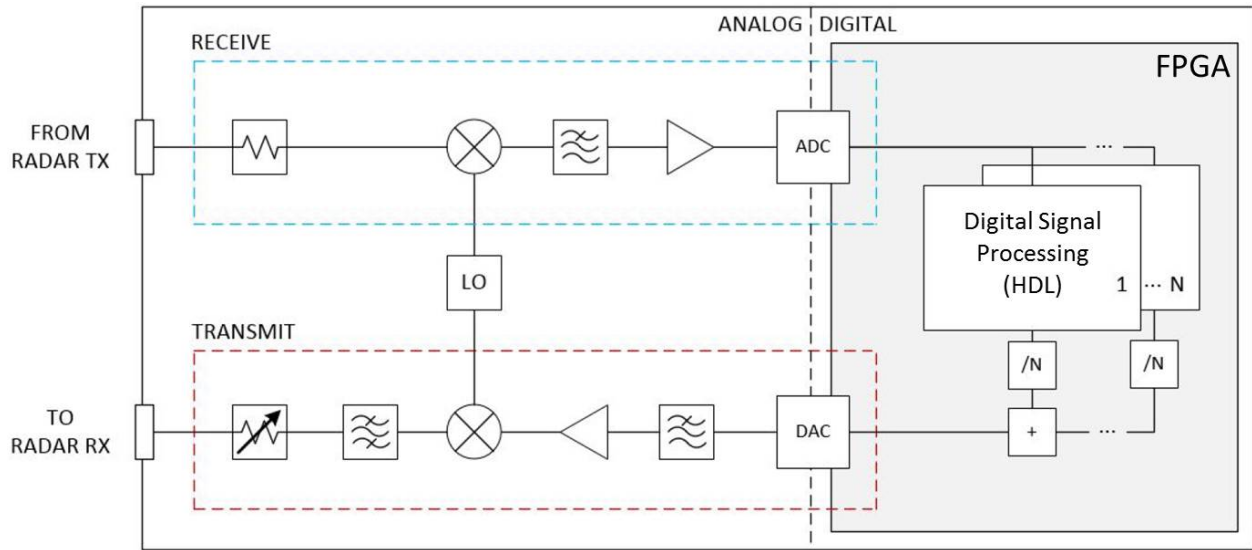 ANALOG DIGITAL
RECEIVE
FPGA
FROM
RADAR TX
ADC
...
Digital Signal
Processing
(HDL)
1 ... N
LO
TRANSMIT
/N
/N
TO
RADAR RX
DAC
+
...